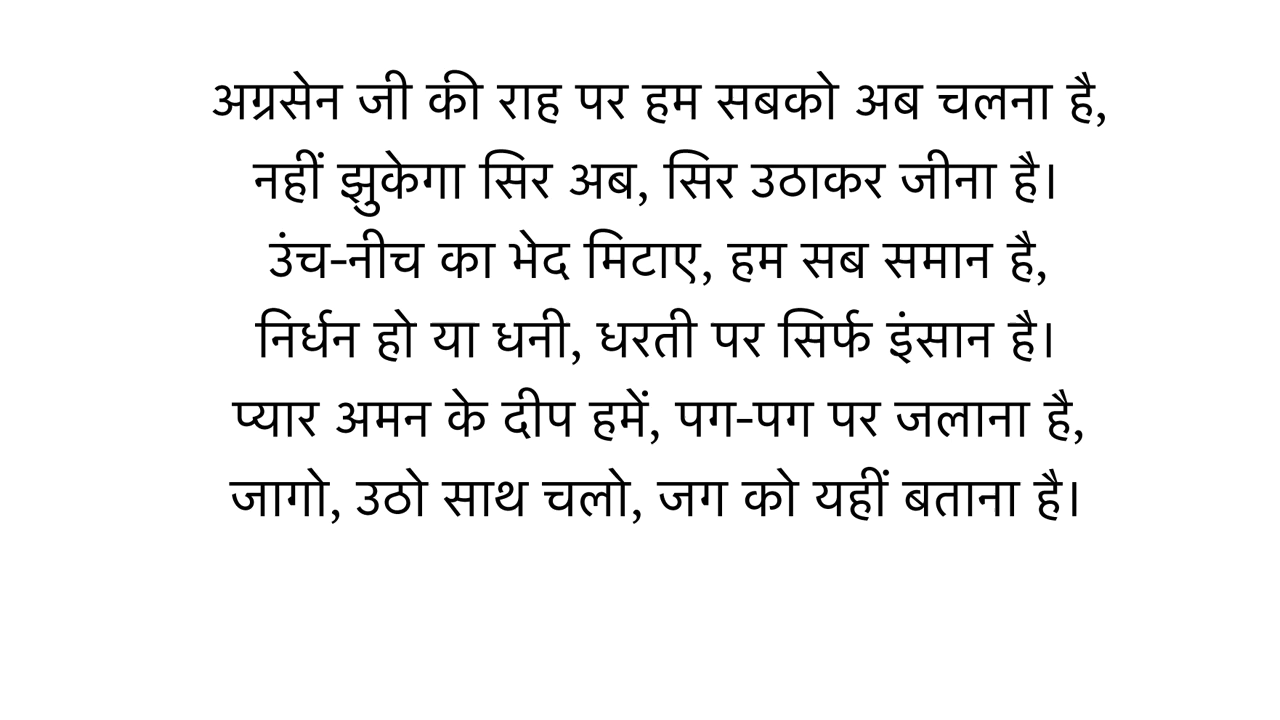 अग्रसेन जी की राह पर हम सबको अब चलना है,
नहीं झुकेगा सिर अब, सिर उठाकर जीना है।
उंच-नीच का भेद मिटाए, हम सब समान है,
निर्धन हो या धनी, धरती पर सिर्फ इंसान है।
प्यार अमन के दीप हमें, पग-पग पर जलाना है,
जागो, उठो साथ चलो, जग को यहीं बताना है।